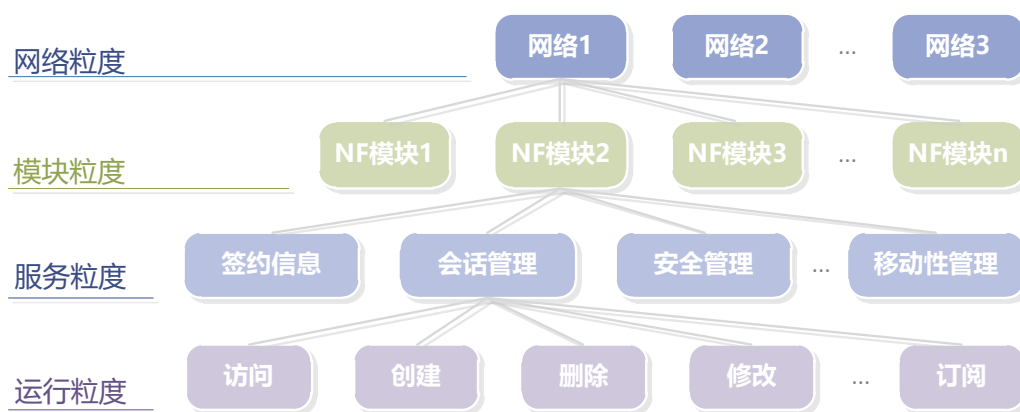 网络粒度
网络1 网络2 ... 网络3
模块粒度
NF模块1 NF模块2 NF模块3 ... NF模块n
服务粒度
签约信息 会话管理 安全管理 ... 移动性管理
运行粒度
访问 创建 删除 修改 ... 订阅